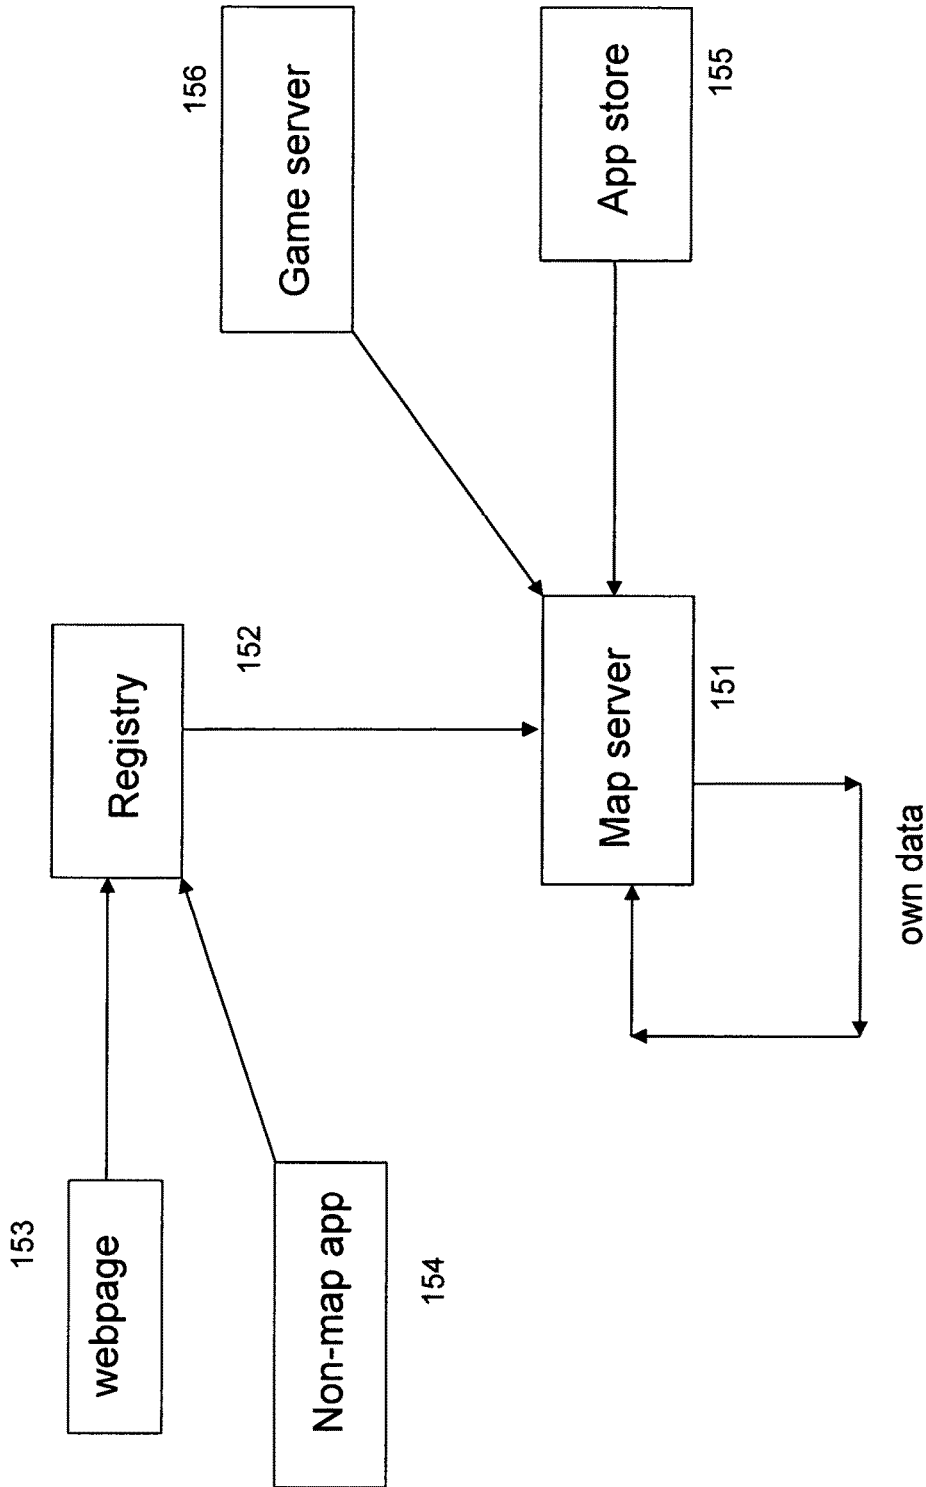 153
webpage
Registry
156
152
Game server
Non-map app
154
Map server
App store
151
155
own data